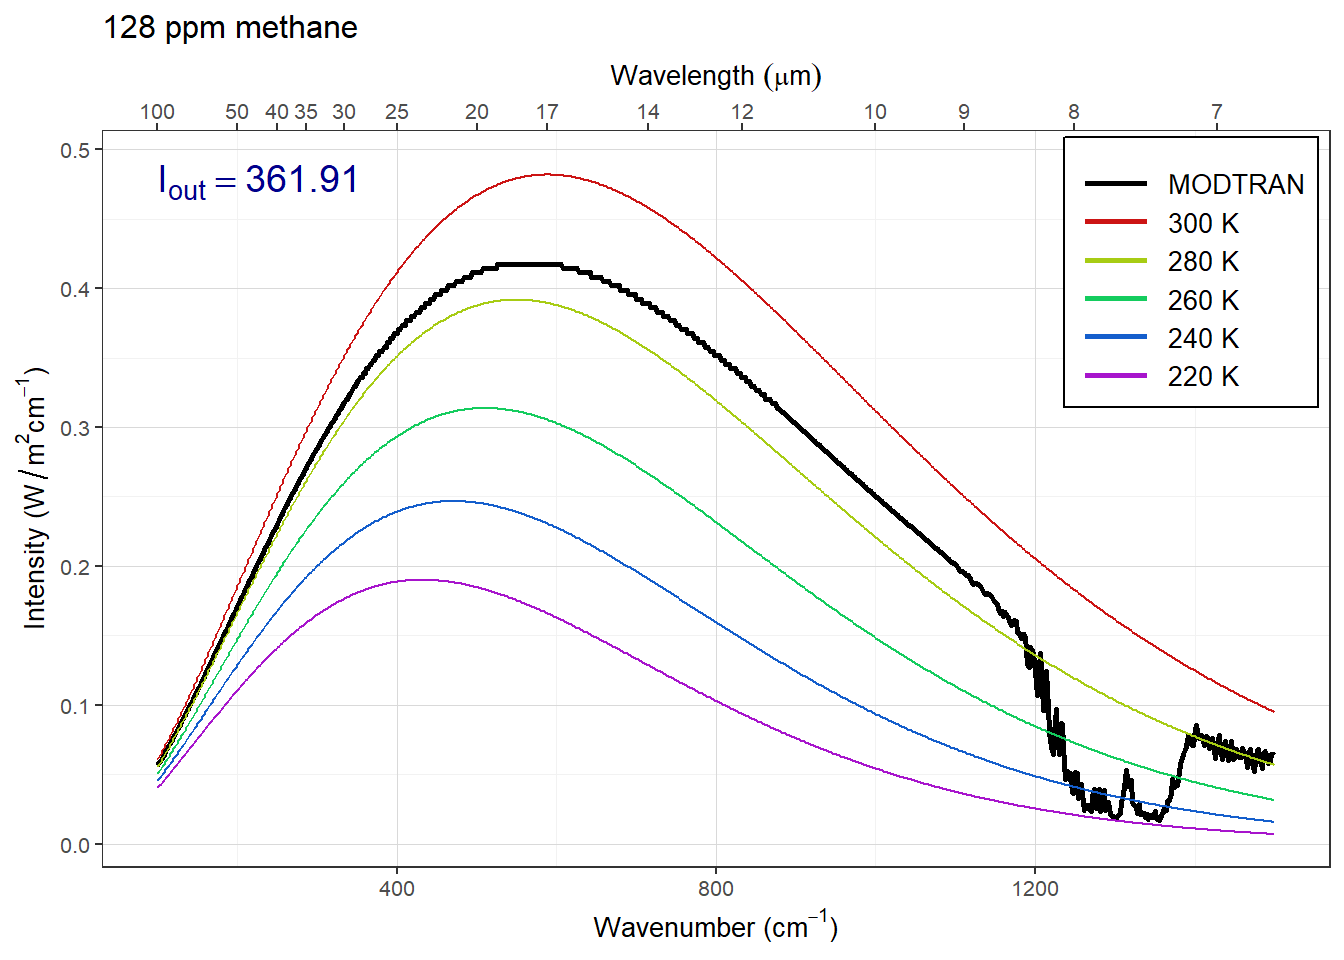 128 ppm methane
Wavelength (μm)
100 50 40 35 30 25 20 17 14 12 10 9 8 7
0.5
0.4
0.3
0.2
0.1
0.0
Intensity (W / m²cm⁻¹)
I_out = 361.91
MODTRAN
300 K
280 K
260 K
240 K
220 K
400 800 1200
Wavenumber (cm⁻¹)